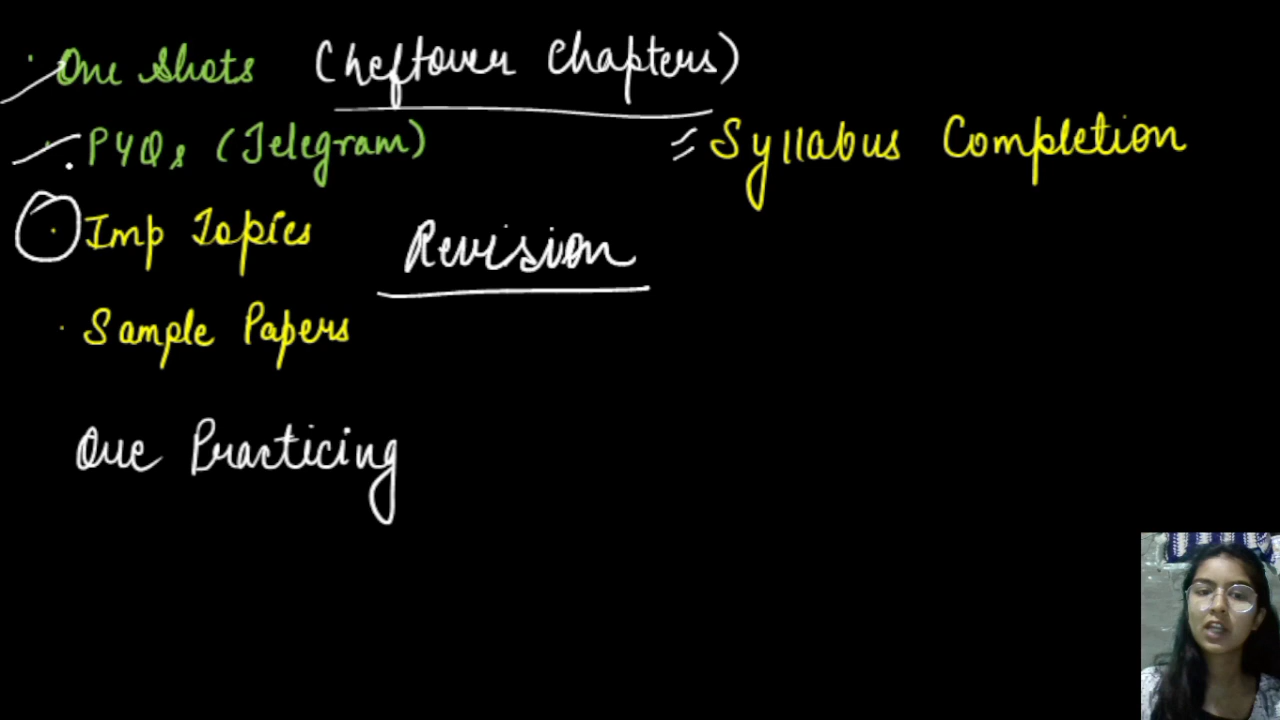 One Shots (Leftover Chapters)
PYQs (Telegram) = Syllabus Completion
Imp Topics Revision
Sample Papers
Que Practicing